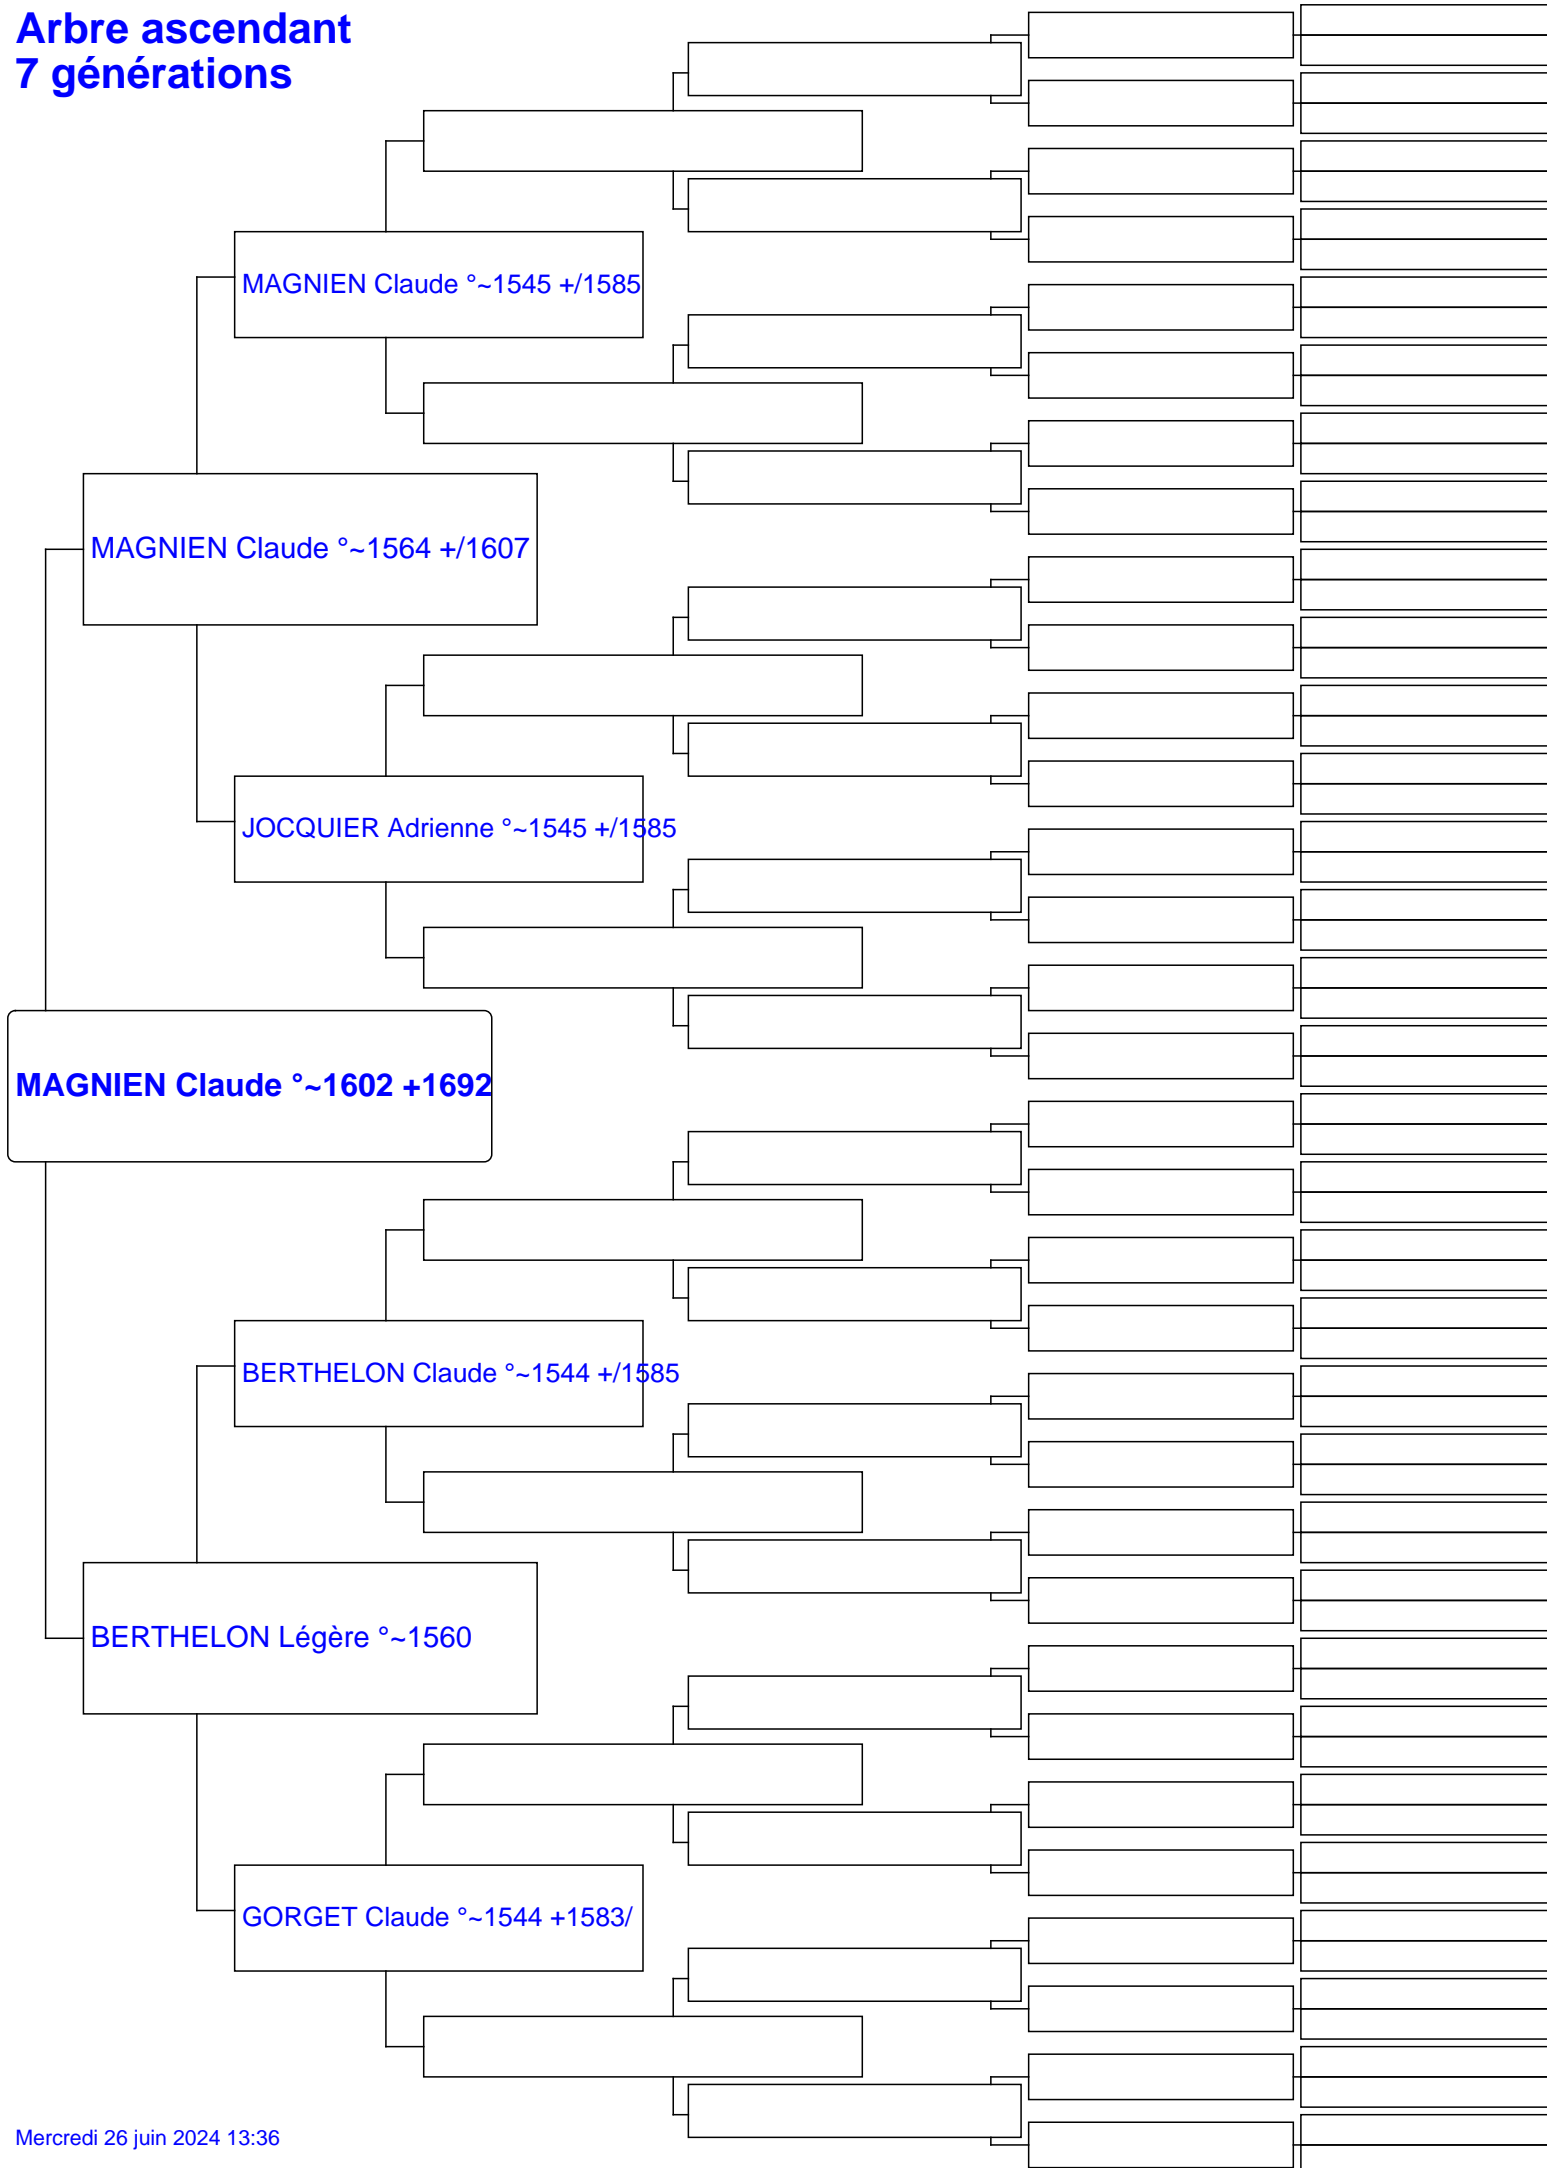 Arbre ascendant
7 générations
MAGNIEN Claude °~1545 +/1585
MAGNIEN Claude °~1564 +/1607
JOCQUIER Adrienne °~1545 +/1585
MAGNIEN Claude °~1602 +1692
BERTHELON Claude °~1544 +/1585
BERTHELON Légère °~1560
GORGET Claude °~1544 +1583/
Mercredi 26 juin 2024 13:36